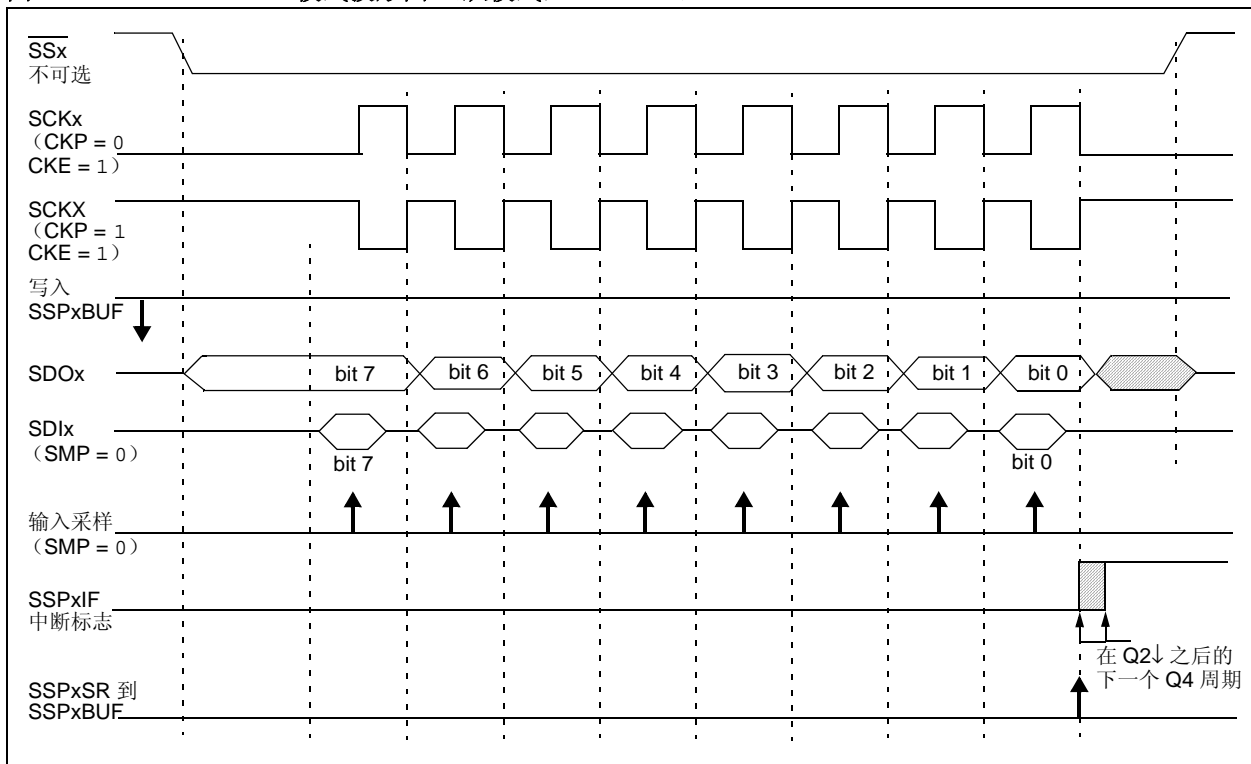 SSx
不可选
SCKx
（CKP = 0
CKE = 1）
SCKX
（CKP = 1
CKE = 1）
写入
SSPxBUF
SDOx
bit 7 bit 6 bit 5 bit 4 bit 3 bit 2 bit 1 bit 0
SDIx
（SMP = 0）
bit 7 bit 0
输入采样
（SMP = 0）
SSPxIF
中断标志
在 Q2↓ 之后的
下一个 Q4 周期
SSPxSR 到
SSPxBUF